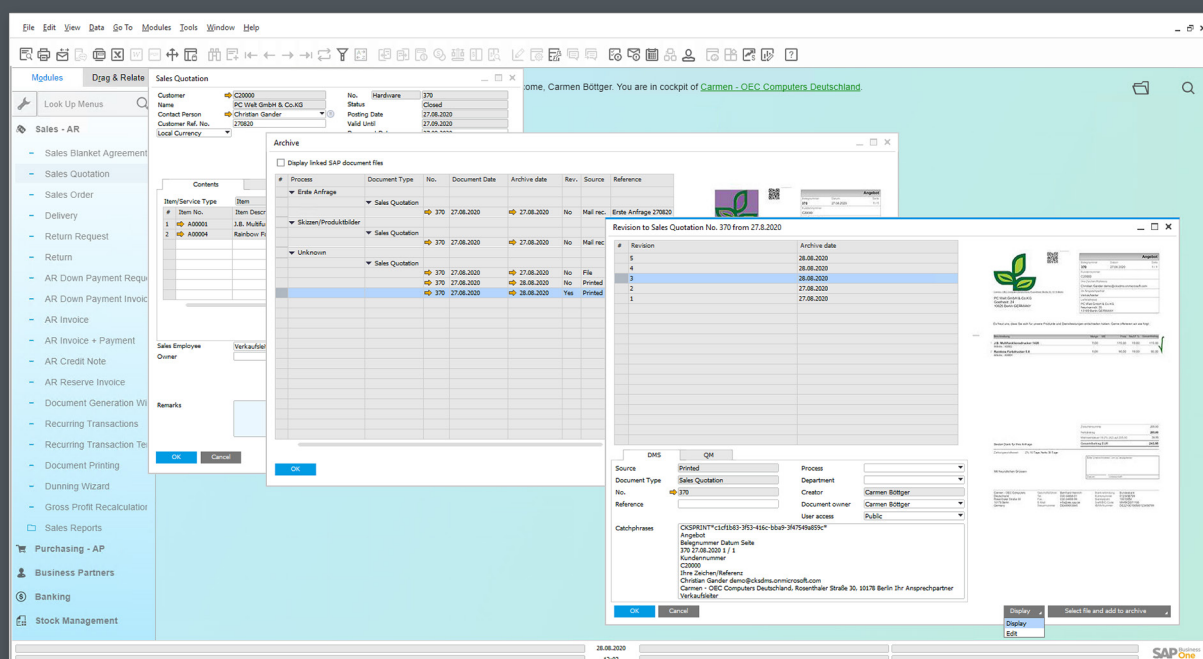 File Edit View Data Go To Modules Tools Window Help
Modules Drag & Relate
Look Up Menus
Sales - AR
Sales Blanket Agreement
Sales Quotation
Sales Order
Delivery
Return Request
Return
AR Down Payment Requ
AR Down Payment Invoic
AR Invoice
AR Invoice + Payment
AR Credit Note
AR Reserve Invoice
Document Generation Wi
Recurring Transactions
Recurring Transaction Te
Document Printing
Dunning Wizard
Gross Profit Recalculation
Sales Reports
Purchasing - AP
Business Partners
Banking
Stock Management
ome, Carmen Böttger. You are in cockpit of Carmen - OEC Computers Deutschland.
Sales Quotation
Customer C20000 No. Hardware 370
Name PC Welt GmbH & Co.KG Status Closed
Contact Person Christian Gander Posting Date 27.08.2020
Customer Ref. No. 270820 Valid Until 27.09.2020
Local Currency
Contents
Item/Service Type Item
# Item No. Item Descr
1 A00001 J.B. Multifu
2 A00004 Rainbow Fa
Sales Employee Verkaufslei
Owner
Remarks
OK Cancel
Archive
Display linked SAP document files
# Process Document Type No. Document Date Archive date Rev. Source Reference
Erste Anfrage
Sales Quotation
370 27.08.2020 27.08.2020 No Mail rec. Erste Anfrage 270820
Skizzen/Produktbilder
Sales Quotation
370 27.08.2020 27.08.2020 No Mail rec
Unknown
Sales Quotation
370 27.08.2020 27.08.2020 No File
370 27.08.2020 28.08.2020 No Printed
370 27.08.2020 28.08.2020 Yes Printed
OK
Angebot
Revision to Sales Quotation No. 370 from 27.8.2020
# Revision Archive date
5 28.08.2020
4 28.08.2020
3 28.08.2020
2 27.08.2020
1 27.08.2020
Angebot
DMS QM
Source Printed Process
Document Type Sales Quotation Department
No. 370 Creator Carmen Böttger
Reference Document owner Carmen Böttger
User access Public
Catchphrases CKSPRINT*c1cf1b83-3f53-416c-bba9-3f47549a859c*
Angebot
Belegnummer Datum Seite
370 27.08.2020 1 / 1
Kundennummer
C20000
Ihre Zeichen/Referenz
Christian Gander demo@cksdms.onmicrosoft.com
Carmen - OEC Computers Deutschland, Rosenthaler Straße 30, 10178 Berlin Ihr Ansprechpartner
Verkaufsleiter
OK Cancel Display Select file and add to archive
Display
Edit
28.08.2020
SAP Business One